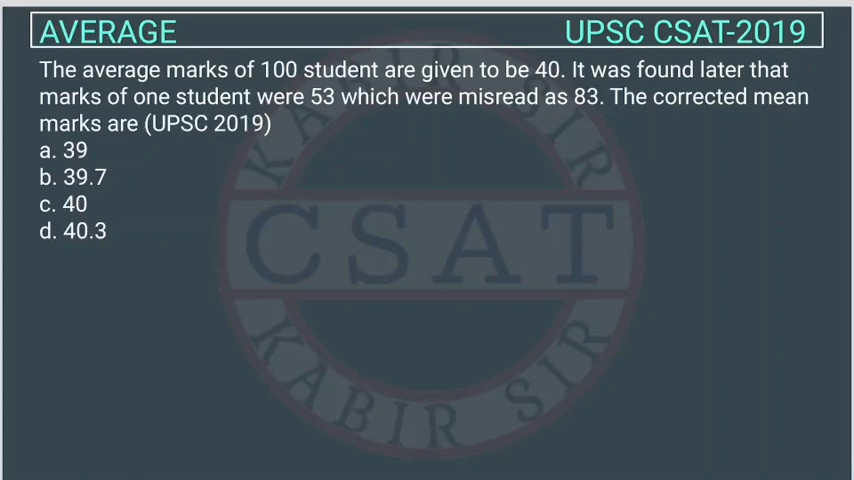 AVERAGE UPSC CSAT-2019
The average marks of 100 student are given to be 40. It was found later that
marks of one student were 53 which were misread as 83. The corrected mean
marks are (UPSC 2019)
a. 39
b. 39.7
c. 40
d. 40.3
KABIR SIR
CSAT
KABIR SIR